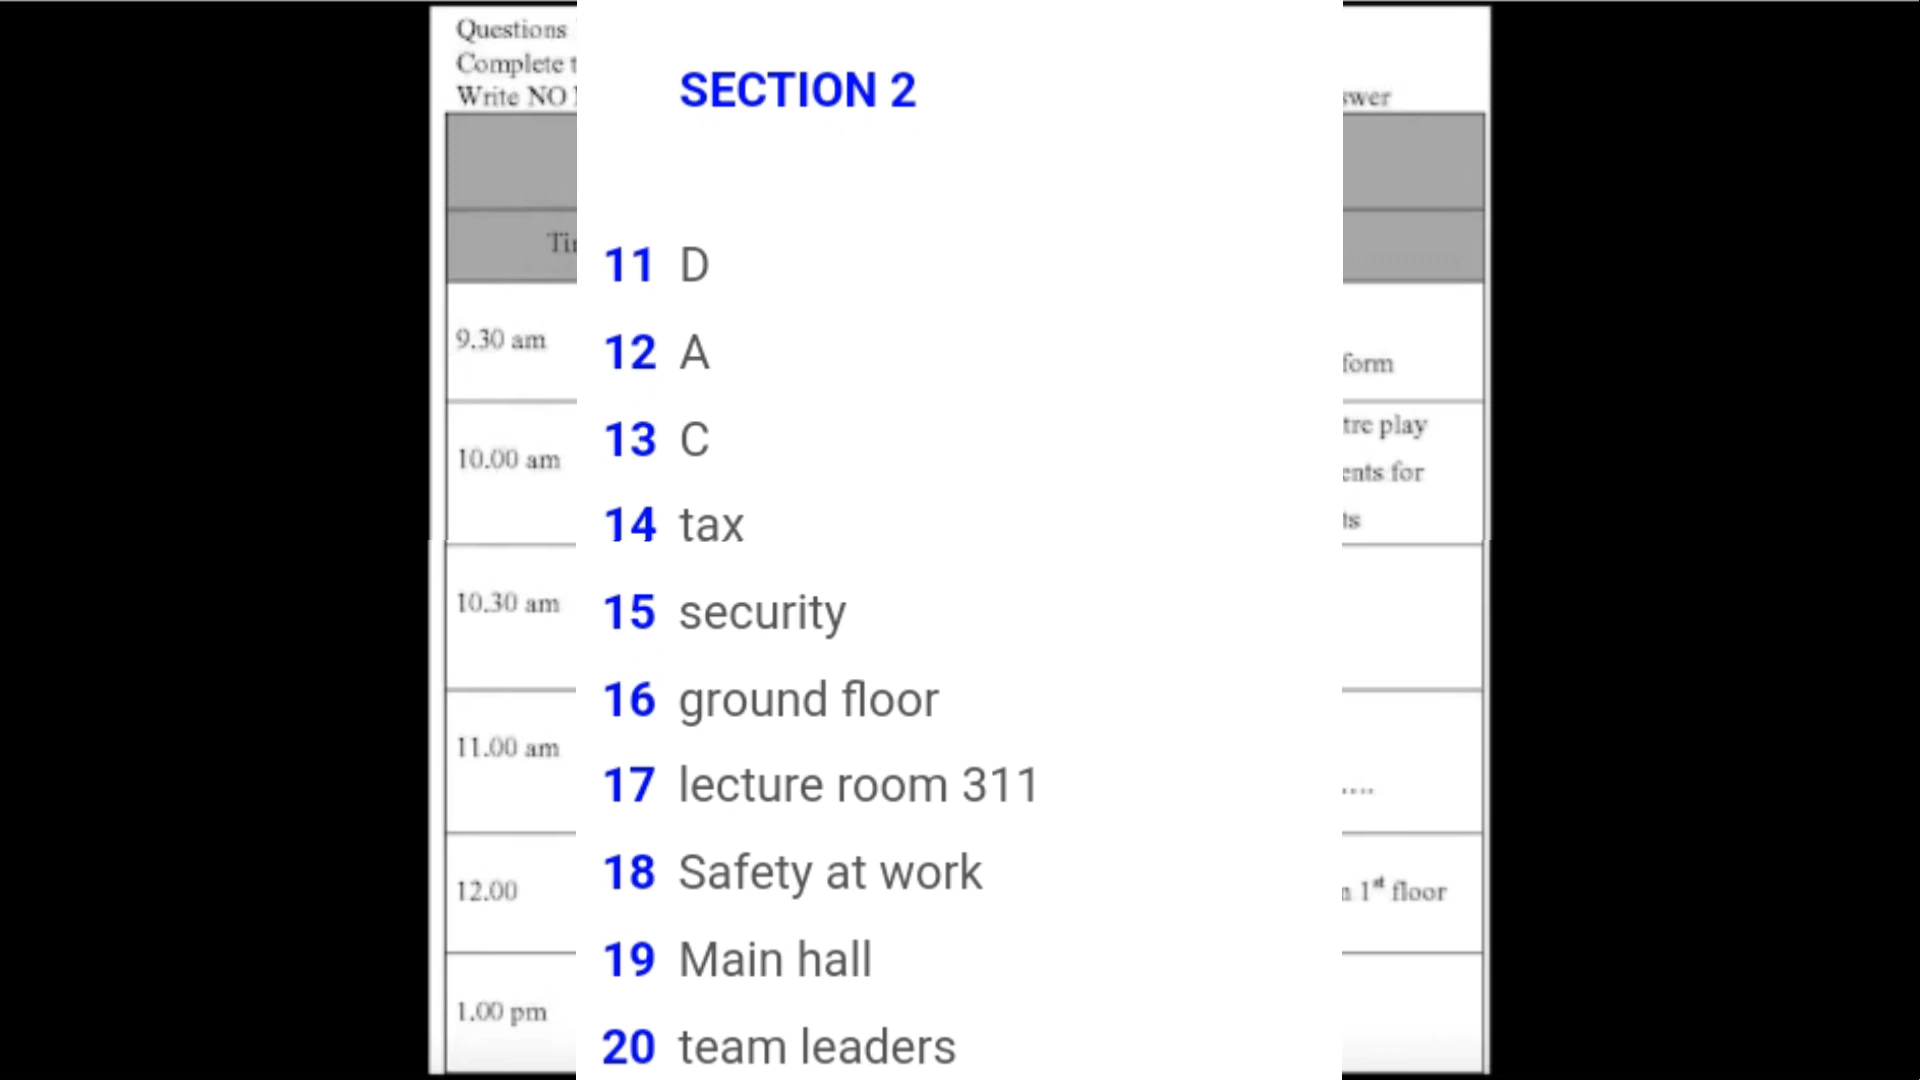 Questions
Complete
Write NO
swer
SECTION 2
11 D
12 A
13 C
14 tax
15 security
16 ground floor
17 lecture room 311
18 Safety at work
19 Main hall
20 team leaders
9.30 am
form
10.00 am
tre play
ents for
ts
10.30 am
11.00 am
....
12.00
1st floor
1.00 pm